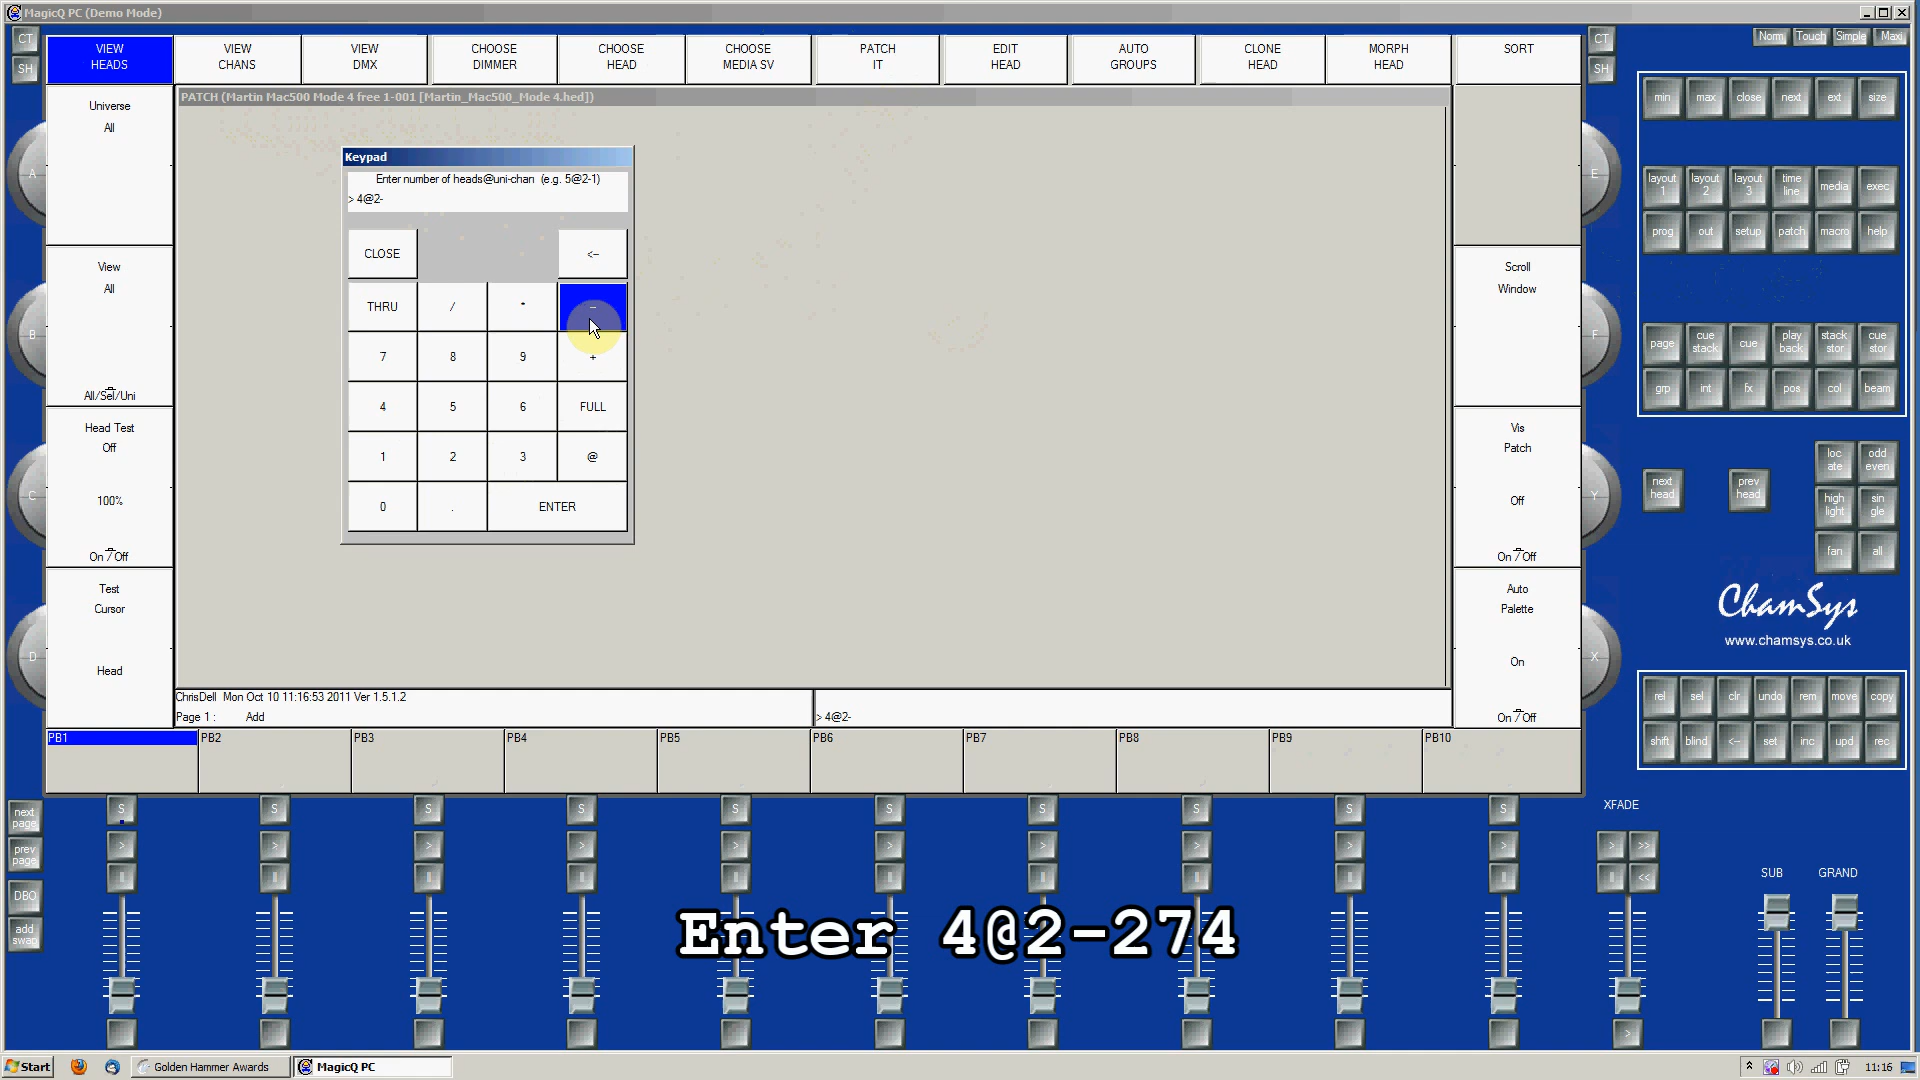 MagicQ PC (Demo Mode)
CT
SH
VIEW HEADS
VIEW CHANS
VIEW DMX
CHOOSE DIMMER
CHOOSE HEAD
CHOOSE MEDIA SV
PATCH IT
EDIT HEAD
AUTO GROUPS
CLONE HEAD
MORPH HEAD
SORT
CT
SH
Norm
Touch
Simple
Maxi
PATCH (Martin Mac500 Mode 4 free 1-001 [Martin_Mac500_Mode 4.hed])
Universe
All
View
All
All/Sel/Uni
Head Test
Off
100%
On / Off
Test
Cursor
Head
A
B
C
D
Keypad
Enter number of heads@uni-chan (e.g. 5@2-1)
> 4@2-
CLOSE
<-
THRU
/
*
-
7
8
9
+
4
5
6
FULL
1
2
3
@
0
.
ENTER
Scroll
Window
Vis
Patch
Off
On / Off
Auto
Palette
On
On / Off
E
F
Y
X
min
max
close
next
ext
size
layout 1
layout 2
layout 3
time line
media
exec
prog
out
setup
patch
macro
help
page
cue stack
cue
play back
stack stor
cue stor
grp
int
fx
pos
col
beam
next head
prev head
loc ate
odd even
high light
sin gle
fan
all
ChamSys
www.chamsys.co.uk
rel
sel
clr
undo
rem
move
copy
shift
blind
<-
set
inc
upd
rec
ChrisDell Mon Oct 10 11:16:53 2011 Ver 1.5.1.2
Page 1 : Add
> 4@2-
PB1
PB2
PB3
PB4
PB5
PB6
PB7
PB8
PB9
PB10
next page
prev page
DBO
add swap
S
S
S
S
S
S
S
S
S
S
>
>
>
>
>
>
>
>
>
>
XFADE
>
>>
<<
>
SUB
GRAND
Enter 4@2-274
Start
Golden Hammer Awards
MagicQ PC
11:16